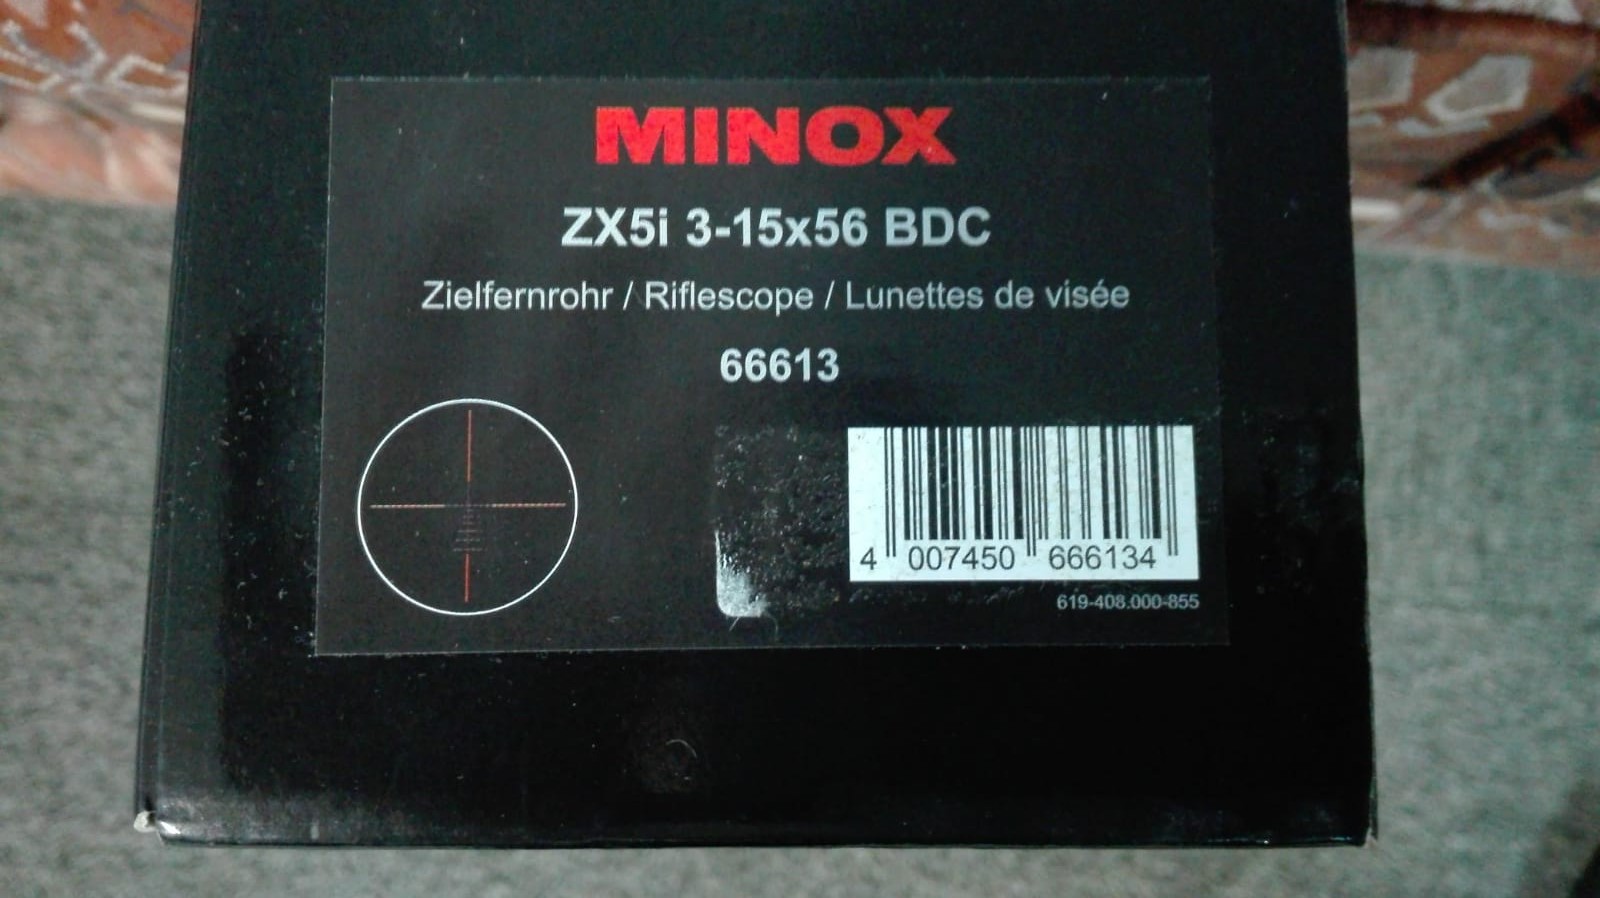 MINOX
ZX5i 3-15x56 BDC
Zielfernrohr / Riflescope / Lunettes de visée
66613
4 007450 666134
619-408.000-855